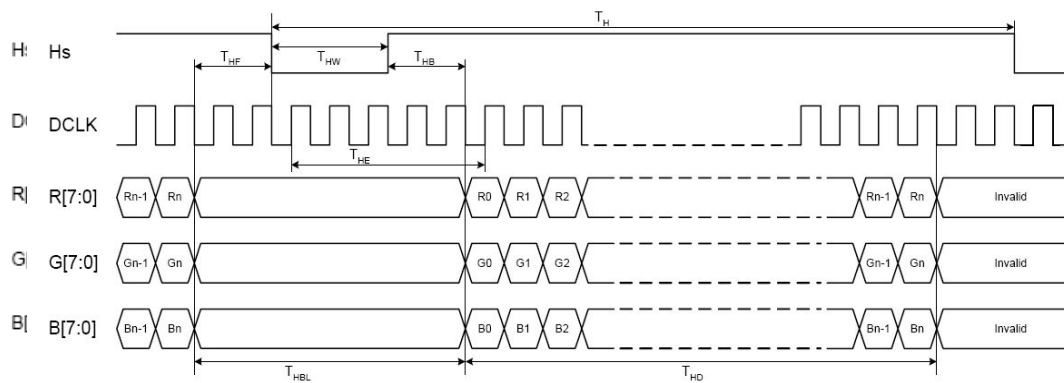 T_H
H Hs
T_HF T_HW T_HB
D DCLK
T_HE
R[ R[7:0] Rn-1 Rn R0 R1 R2 Rn-1 Rn Invalid
G G[7:0] Gn-1 Gn G0 G1 G2 Gn-1 Gn Invalid
B[ B[7:0] Bn-1 Bn B0 B1 B2 Bn-1 Bn Invalid
T_HBL T_HD